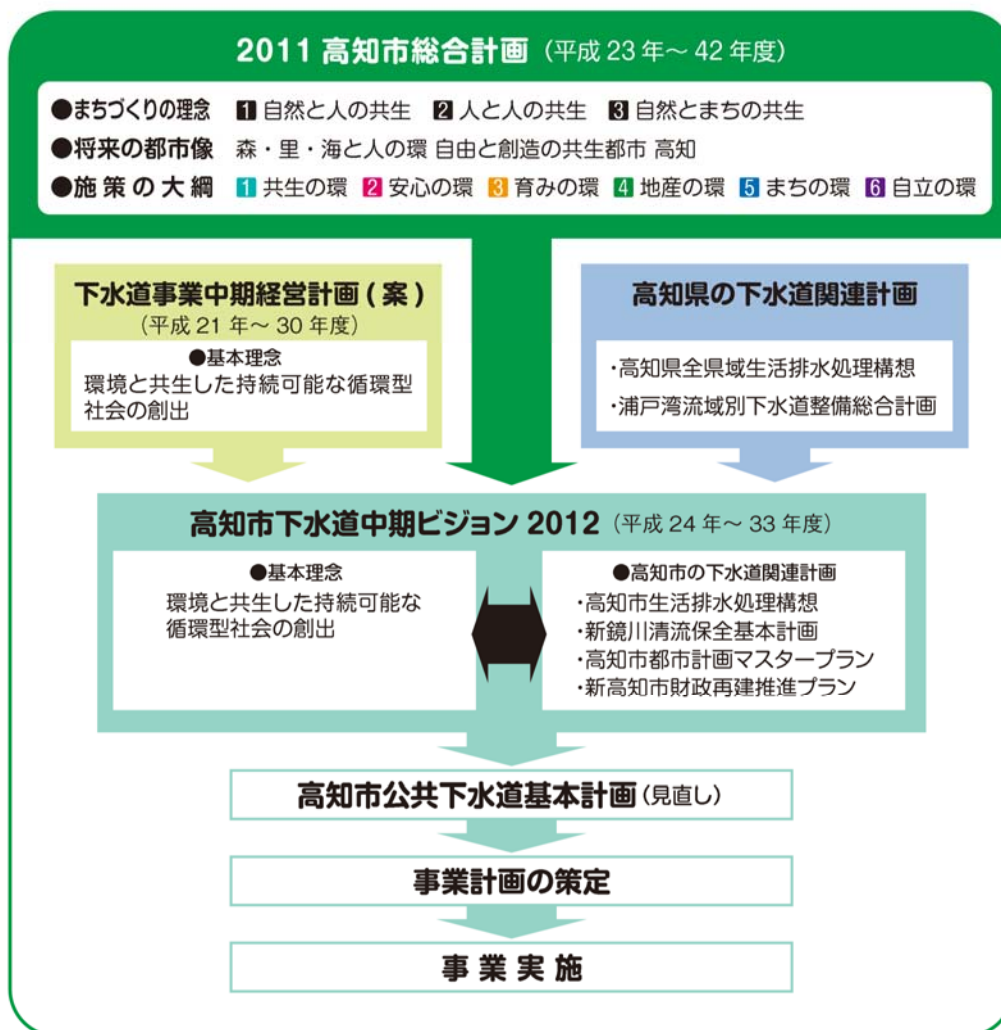 2011 高知市総合計画 (平成 23 年～ 42 年度)
●まちづくりの理念 1 自然と人の共生 2 人と人の共生 3 自然とまちの共生
●将来の都市像 森・里・海と人の環 自由と創造の共生都市 高知
●施策の大綱 1 共生の環 2 安心の環 3 育みの環 4 地産の環 5 まちの環 6 自立の環
下水道事業中期経営計画 ( 案 )
(平成 21 年～ 30 年度)
●基本理念
環境と共生した持続可能な循環型
社会の創出
高知県の下水道関連計画
・高知県全県域生活排水処理構想
・浦戸湾流域別下水道整備総合計画
高知市下水道中期ビジョン 2012 (平成 24 年～ 33 年度)
●基本理念
環境と共生した持続可能な
循環型社会の創出
●高知市の下水道関連計画
・高知市生活排水処理構想
・新鏡川清流保全基本計画
・高知市都市計画マスタープラン
・新高知市財政再建推進プラン
高知市公共下水道基本計画 (見直し)
事業計画の策定
事 業 実 施